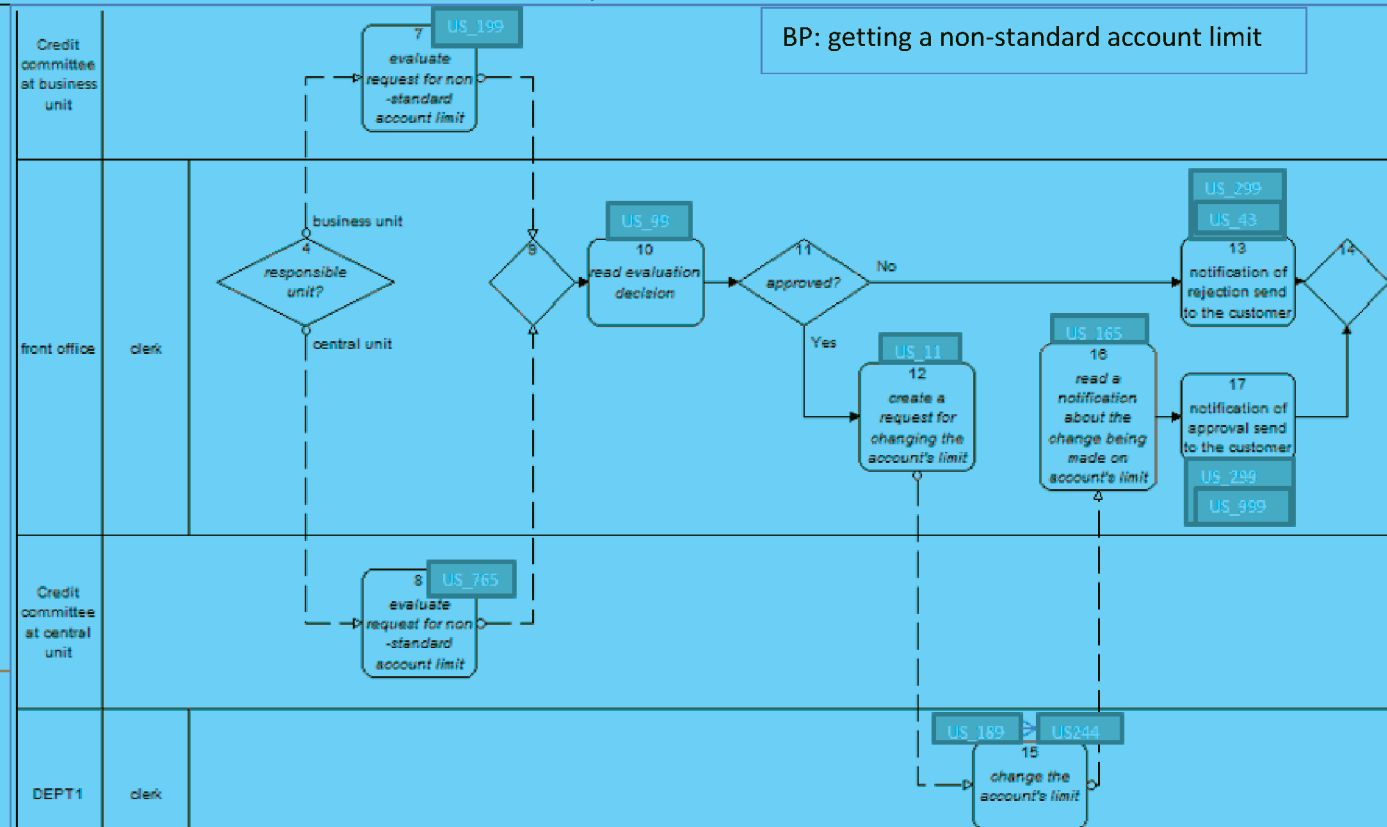 BP: getting a non-standard account limit
Credit
committee
at business
unit
7
US_199
evaluate
request for non
-standard
account limit
front office
clerk
business unit
4
responsible
unit?
central unit
9
US_99
10
read evaluation
decision
11
approved?
No
Yes
US_11
12
create a
request for
changing the
account's limit
US_165
16
read a
notification
about the
change being
made on
account's limit
US_299
US_43
13
notification of
rejection send
to the customer
14
17
notification of
approval send
to the customer
US_299
US_999
Credit
committee
at central
unit
8
US_765
evaluate
request for non
-standard
account limit
DEPT1
clerk
US_189
US244
15
change the
account's limit